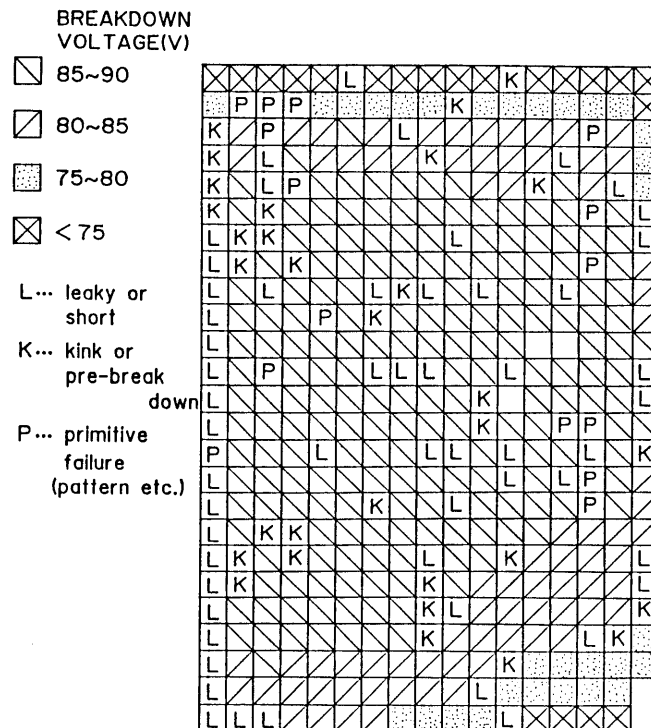 BREAKDOWN
VOLTAGE(V)
85~90
80~85
75~80
< 75
L··· leaky or
short
K··· kink or
pre-break
down
P··· primitive
failure
(pattern etc.)
L K
P P P K
K P L P
K L K L
K L P K L
K K P L
L K K L L
L K K P
L L L K L L L
L P K
L
L P L L L L L
L K L
L K P P
P L L L L L K
L L L P
L K L P
L K K
L K K L K L
L K K L
L K L K
L K L K
L K
L L
L L L L